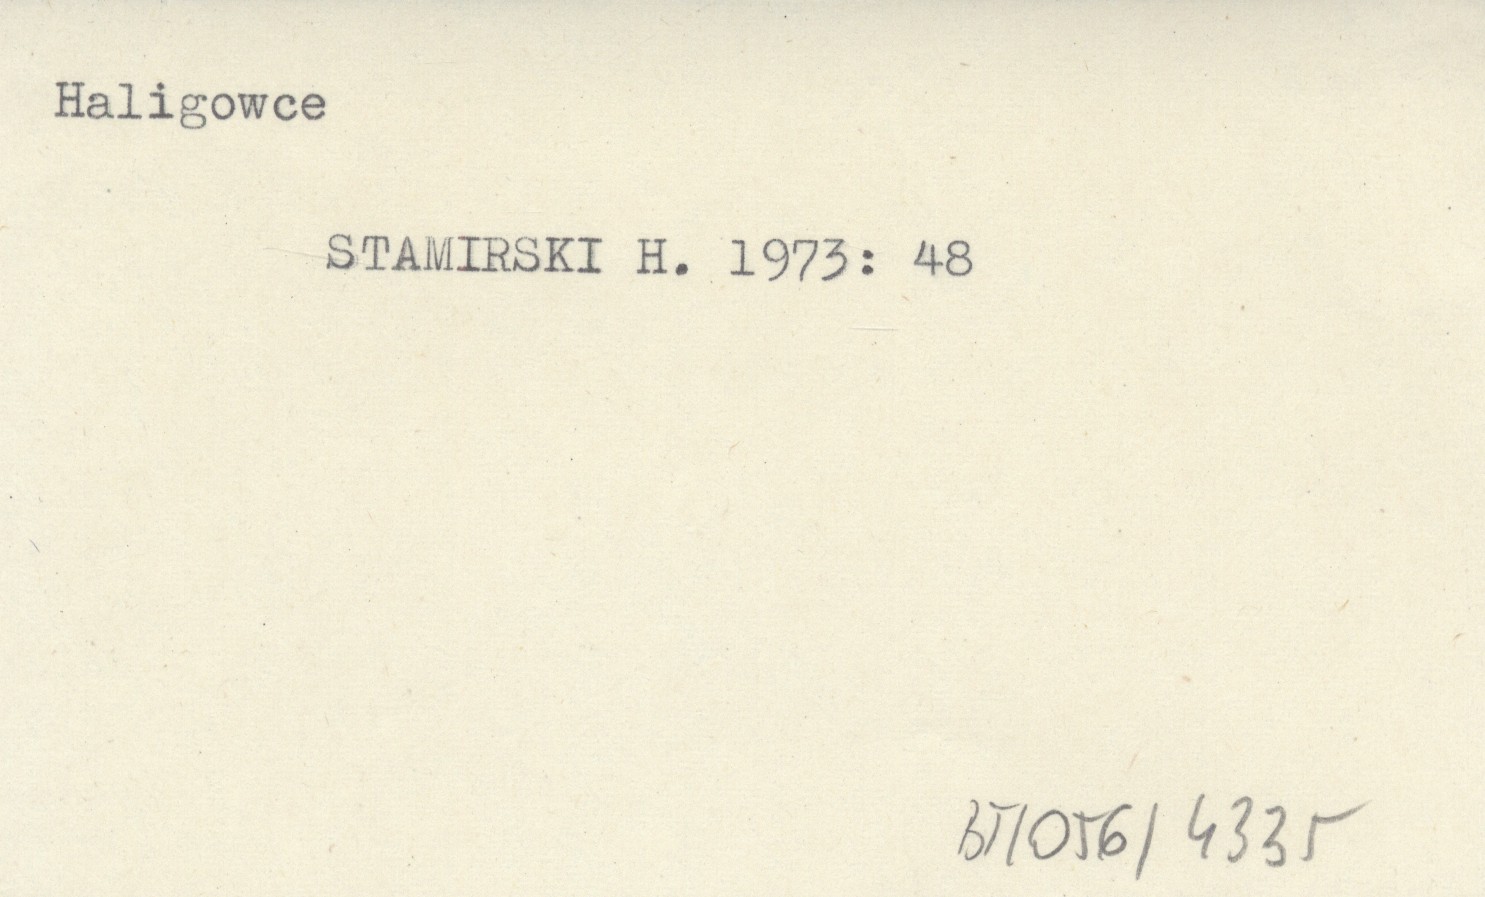 Haligowce
STAMIRSKI H. 1973: 48
BT/056/4335